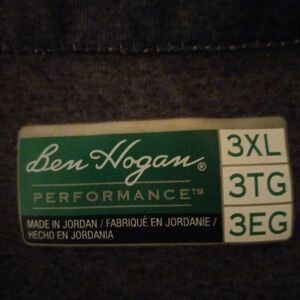 Ben Hogan®
PERFORMANCE™
MADE IN JORDAN / FABRIQUÉ EN JORDANIE /
HECHO EN JORDANIA
3XL
3TG
3EG